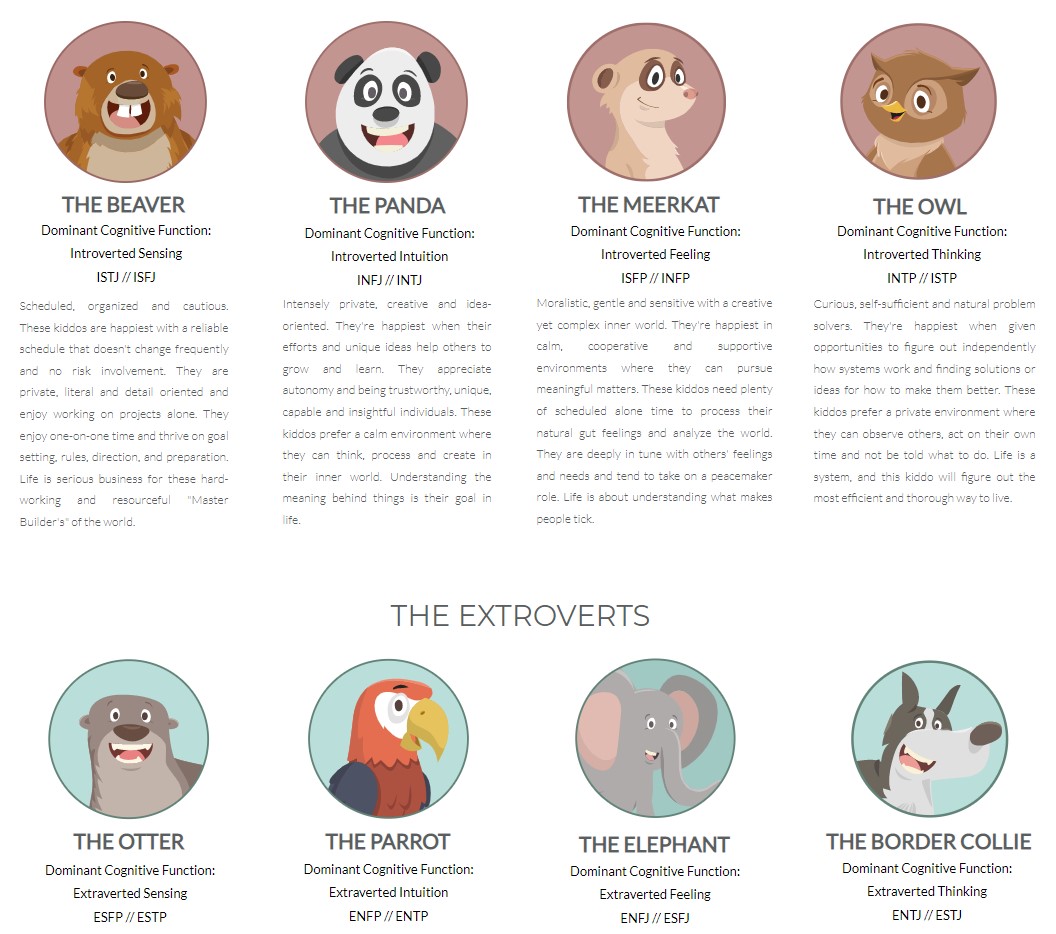 THE BEAVER
Dominant Cognitive Function:
Introverted Sensing
ISTJ // ISFJ
Scheduled, organized and cautious.
These kiddos are happiest with a reliable
schedule that doesn't change frequently
and no risk involvement. They are
private, literal and detail oriented and
enjoy working on projects alone. They
enjoy one-on-one time and thrive on goal
setting, rules, direction, and preparation.
Life is serious business for these hard-
working and resourceful "Master
Builder's" of the world.
THE PANDA
Dominant Cognitive Function:
Introverted Intuition
INFJ // INTJ
Intensely private, creative and idea-
oriented. They're happiest when their
efforts and unique ideas help others to
grow and learn. They appreciate
autonomy and being trustworthy, unique,
capable and insightful individuals. These
kiddos prefer a calm environment where
they can think, process and create in
their inner world. Understanding the
meaning behind things is their goal in
life.
THE MEERKAT
Dominant Cognitive Function:
Introverted Feeling
ISFP // INFP
Moralistic, gentle and sensitive with a creative
yet complex inner world. They're happiest in
calm, cooperative and supportive
environments where they can pursue
meaningful matters. These kiddos need plenty
of scheduled alone time to process their
natural gut feelings and analyze the world.
They are deeply in tune with others' feelings
and needs and tend to take on a peacemaker
role. Life is about understanding what makes
people tick.
THE OWL
Dominant Cognitive Function:
Introverted Thinking
INTP // ISTP
Curious, self-sufficient and natural problem
solvers. They're happiest when given
opportunities to figure out independently
how systems work and finding solutions or
ideas for how to make them better. These
kiddos prefer a private environment where
they can observe others, act on their own
time and not be told what to do. Life is a
system, and this kiddo will figure out the
most efficient and thorough way to live.
THE EXTROVERTS
THE OTTER
Dominant Cognitive Function:
Extraverted Sensing
ESFP // ESTP
THE PARROT
Dominant Cognitive Function:
Extraverted Intuition
ENFP // ENTP
THE ELEPHANT
Dominant Cognitive Function:
Extraverted Feeling
ENFJ // ESFJ
THE BORDER COLLIE
Dominant Cognitive Function:
Extraverted Thinking
ENTJ // ESTJ